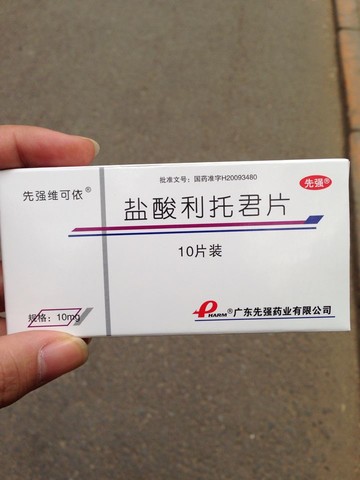 批准文号：国药准字H20093480
先强®
先强维可依®
盐酸利托君片
10片装
规格：10mg
PHARM®广东先强药业有限公司